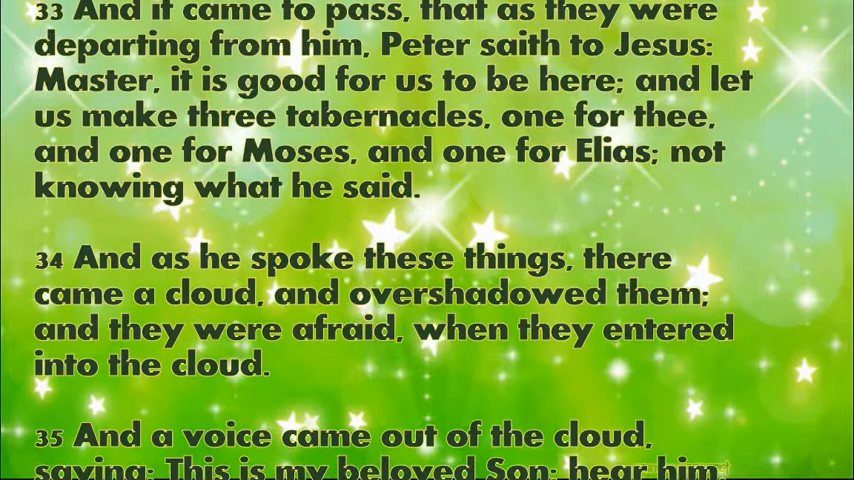 33 And it came to pass, that as they were
departing from him, Peter saith to Jesus:
Master, it is good for us to be here; and let
us make three tabernacles, one for thee,
and one for Moses, and one for Elias; not
knowing what he said.
34 And as he spoke these things, there
came a cloud, and overshadowed them;
and they were afraid, when they entered
into the cloud.
35 And a voice came out of the cloud,
saying: This is my beloved Son; hear him.